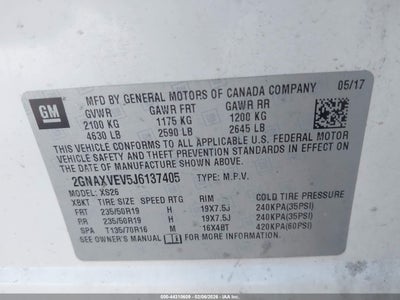 GM
MFD BY GENERAL MOTORS OF CANADA COMPANY 05/17
GVWR GAWR FRT GAWR RR
2100 KG 1175 KG 1200 KG
4630 LB 2590 LB 2645 LB
THIS VEHICLE CONFORMS TO ALL APPLICABLE U.S. FEDERAL MOTOR
VEHICLE SAFETY AND THEFT PREVENTION STANDARDS IN EFFECT
ON THE DATE OF MANUFACTURE SHOWN ABOVE.
2GNAXVEV5J6137405 TYPE: M.P.V.
XS26
XBKT TIRE SIZE SPEED RTG RIM COLD TIRE PRESSURE
FRT 235/50R19 H 19X7.5J 240KPA(35PSI)
RR 235/50R19 H 19X7.5J 240KPA(35PSI)
SPA T135/70R16 M 16X4BT 420KPA(60PSI)
SEE OWNER'S MANUAL FOR MORE INFORMATION.
ID: 000-44310609 02/06/2026 IAA